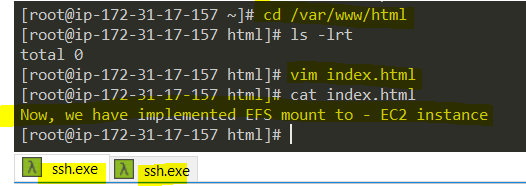 [root@ip-172-31-17-157 ~]# cd /var/www/html
[root@ip-172-31-17-157 html]# ls -lrt
total 0
[root@ip-172-31-17-157 html]# vim index.html
[root@ip-172-31-17-157 html]# cat index.html
Now, we have implemented EFS mount to - EC2 instance
[root@ip-172-31-17-157 html]#
λ ssh.exe λ ssh.exe